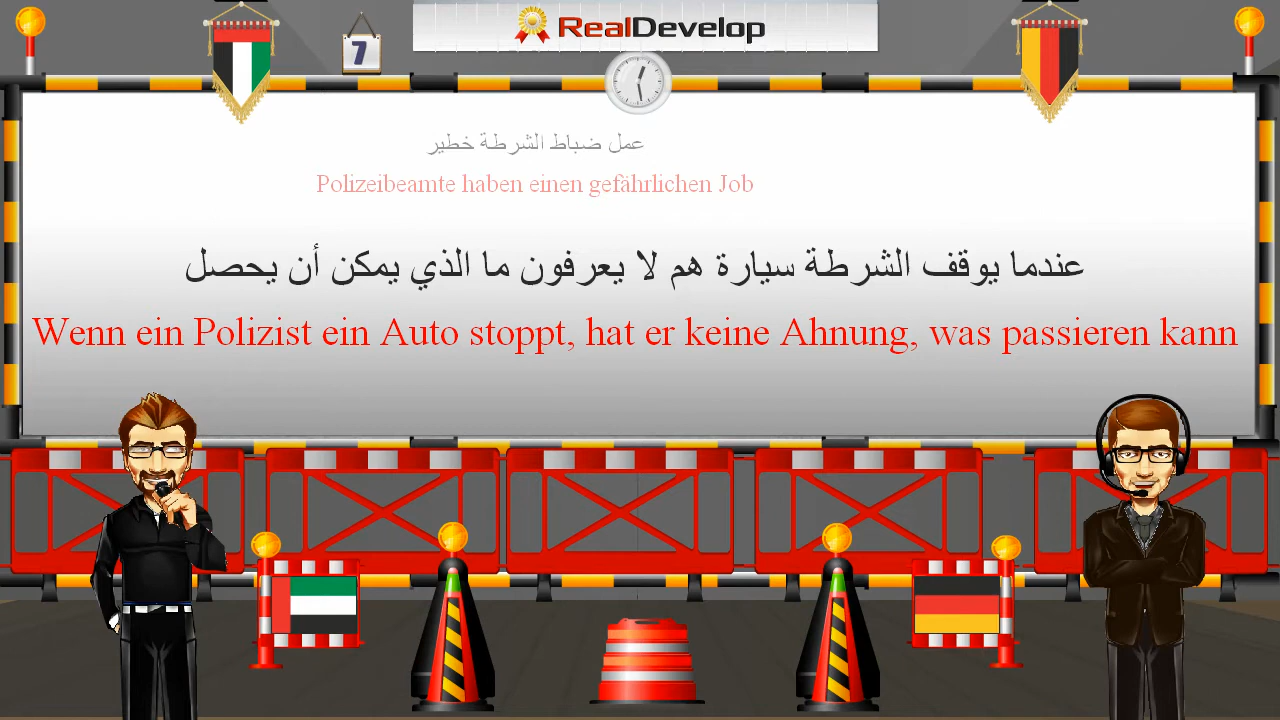 RealDevelop
7
عمل ضباط الشرطة خطير
Polizeibeamte haben einen gefährlichen Job
عندما يوقف الشرطة سيارة هم لا يعرفون ما الذي يمكن أن يحصل
Wenn ein Polizist ein Auto stoppt, hat er keine Ahnung, was passieren kann